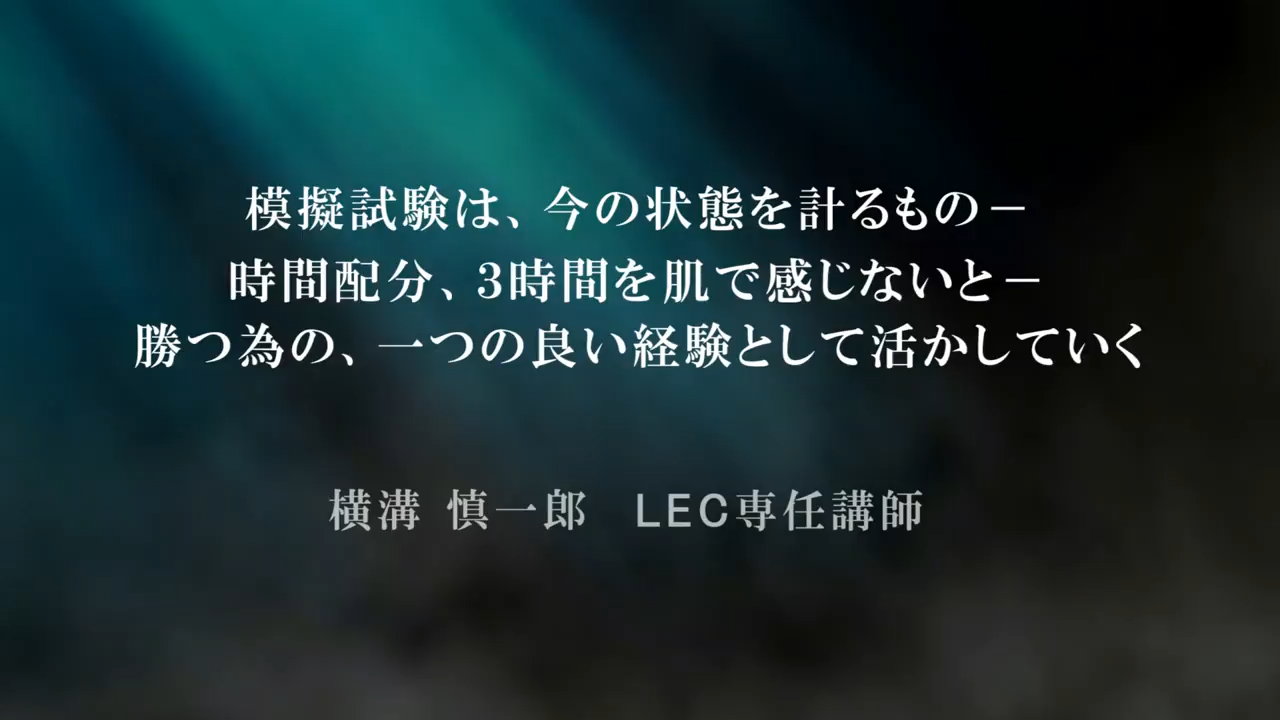 模擬試験は、今の状態を計るもの－
時間配分、3時間を肌で感じないと－
勝つ為の、一つの良い経験として活かしていく
横溝 慎一郎　LEC専任講師